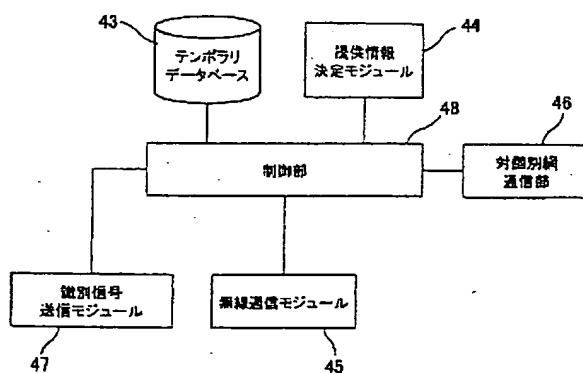 43
テンポラリ
データベース
44
提供情報
決定モジュール
48
制御部
46
対個別網
通信部
識別信号
送信モジュール
47
無線通信モジュール
45